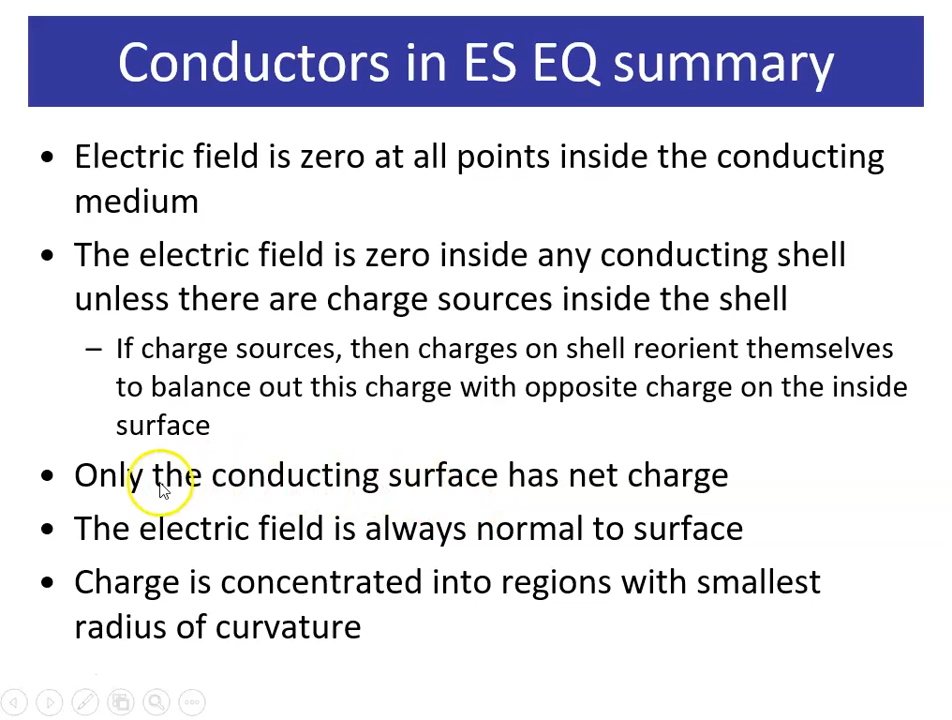 Conductors in ES EQ summary
• Electric field is zero at all points inside the conducting
medium
• The electric field is zero inside any conducting shell
unless there are charge sources inside the shell
– If charge sources, then charges on shell reorient themselves
to balance out this charge with opposite charge on the inside
surface
• Only the conducting surface has net charge
• The electric field is always normal to surface
• Charge is concentrated into regions with smallest
radius of curvature